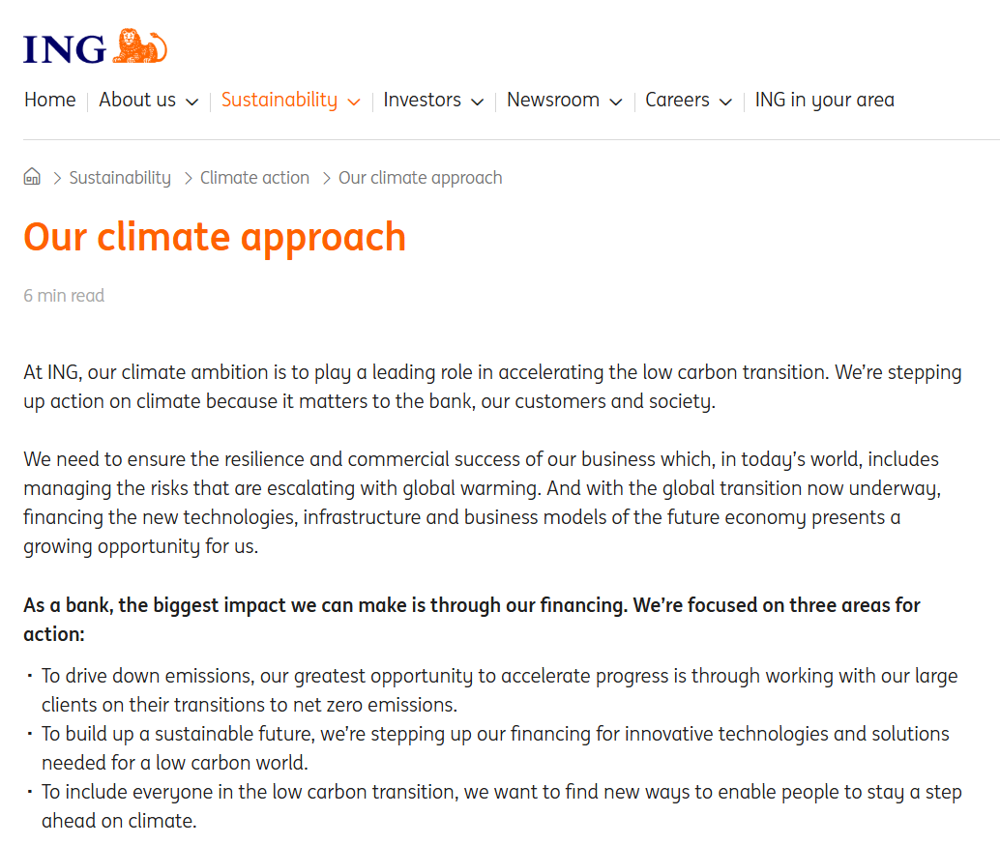 ING
Home
About us
Sustainability
Investors
Newsroom
Careers
ING in your area
Sustainability
Climate action
Our climate approach
Our climate approach
6 min read
At ING, our climate ambition is to play a leading role in accelerating the low carbon transition. We’re stepping
up action on climate because it matters to the bank, our customers and society.
We need to ensure the resilience and commercial success of our business which, in today’s world, includes
managing the risks that are escalating with global warming. And with the global transition now underway,
financing the new technologies, infrastructure and business models of the future economy presents a
growing opportunity for us.
As a bank, the biggest impact we can make is through our financing. We’re focused on three areas for
action:
· To drive down emissions, our greatest opportunity to accelerate progress is through working with our large
clients on their transitions to net zero emissions.
· To build up a sustainable future, we’re stepping up our financing for innovative technologies and solutions
needed for a low carbon world.
· To include everyone in the low carbon transition, we want to find new ways to enable people to stay a step
ahead on climate.